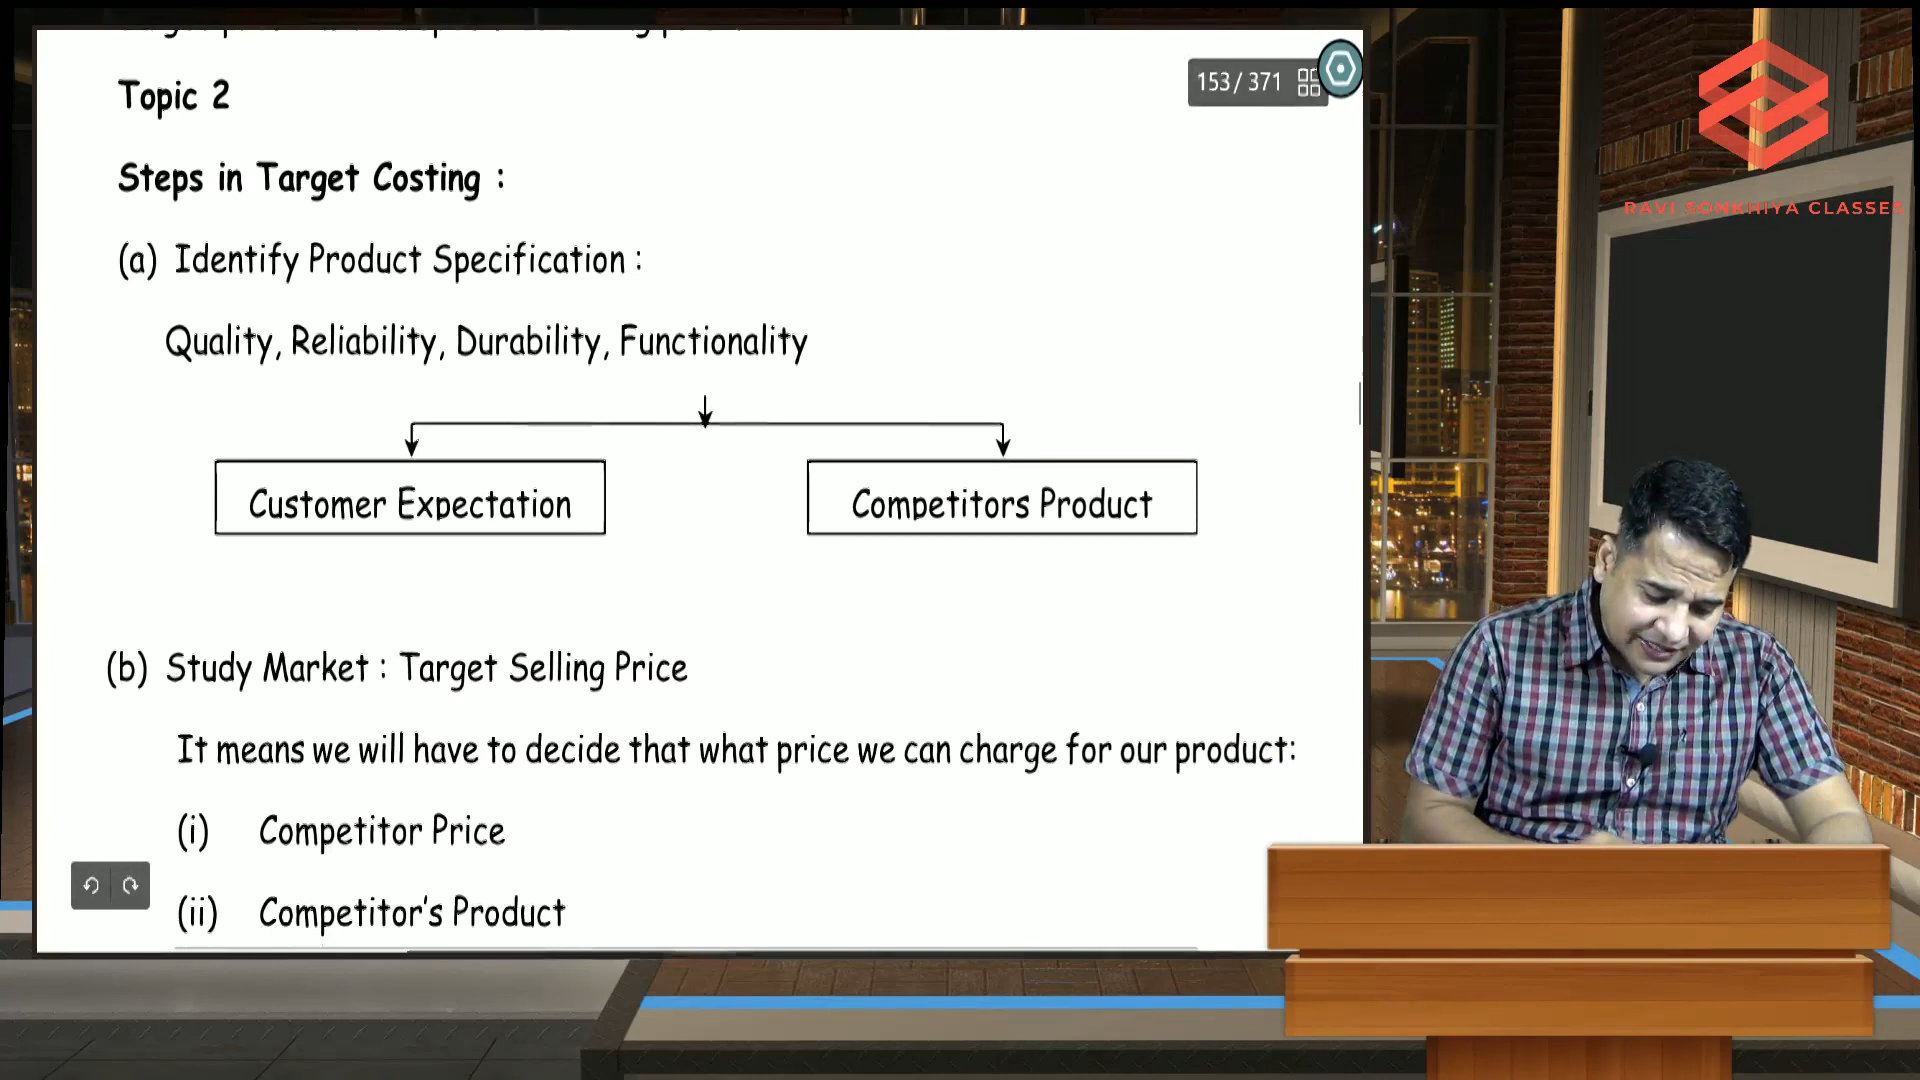 153 / 371
Topic 2
Steps in Target Costing :
(a) Identify Product Specification :
Quality, Reliability, Durability, Functionality
Customer Expectation
Competitors Product
(b) Study Market : Target Selling Price
It means we will have to decide that what price we can charge for our product:
(i) Competitor Price
(ii) Competitor's Product
RAVI SONKHIYA CLASSES